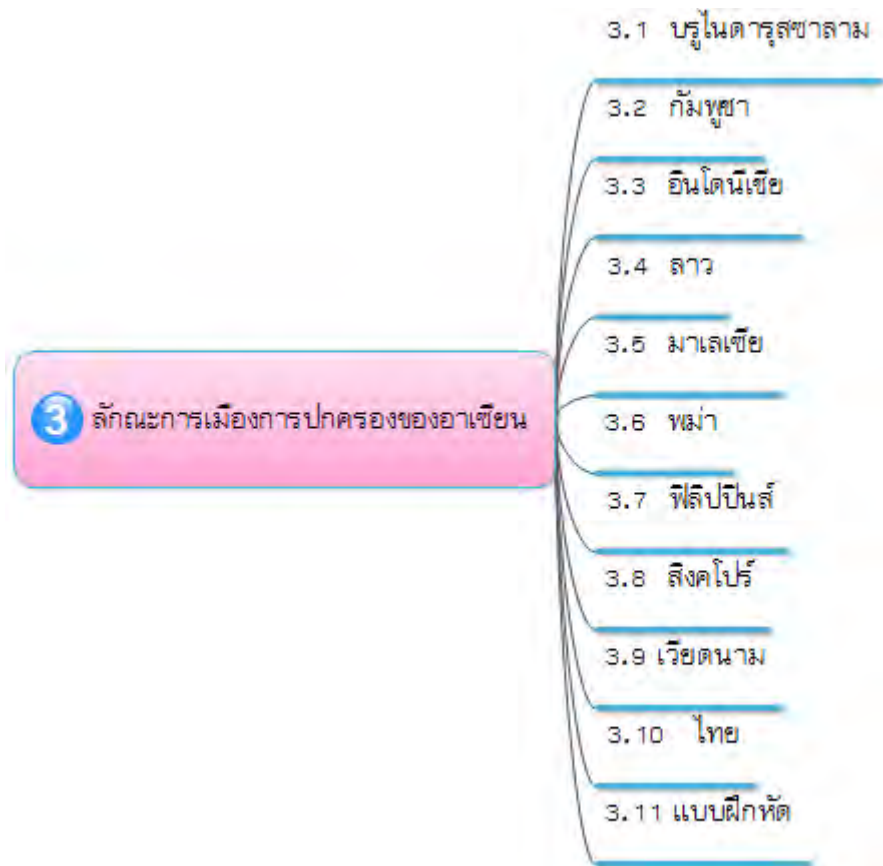 3 ลักณะการเมืองการปกครองของอาเซียน
3.1 บรูไนดารุสซาลาม
3.2 กัมพูชา
3.3 อินโดนีเซีย
3.4 ลาว
3.5 มาเลเซีย
3.6 พม่า
3.7 ฟิลิปปินส์
3.8 สิงคโปร์
3.9 เวียดนาม
3.10 ไทย
3.11 แบบฝึกหัด